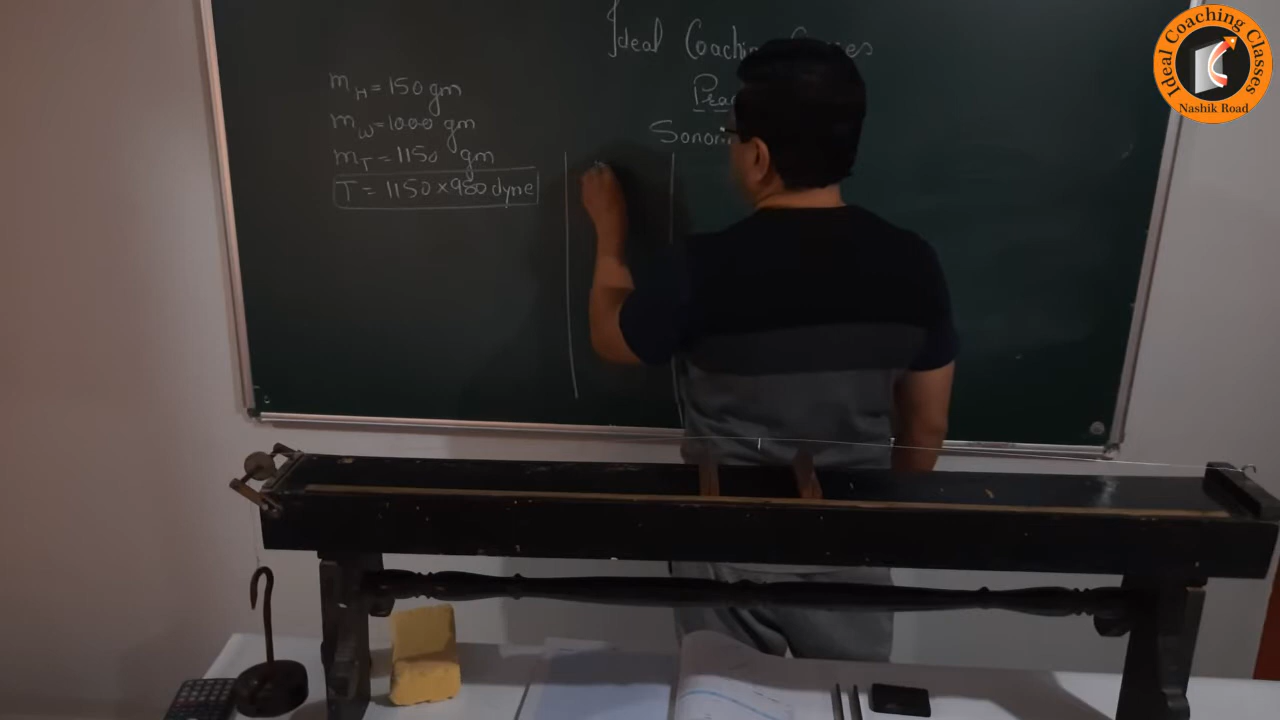 Ideal Coaching Classes
m_H = 150 gm
m_W = 1000 gm
m_T = 1150 gm
T = 1150 × 980 dyne
Ideal Coaching Classes
Nashik Road